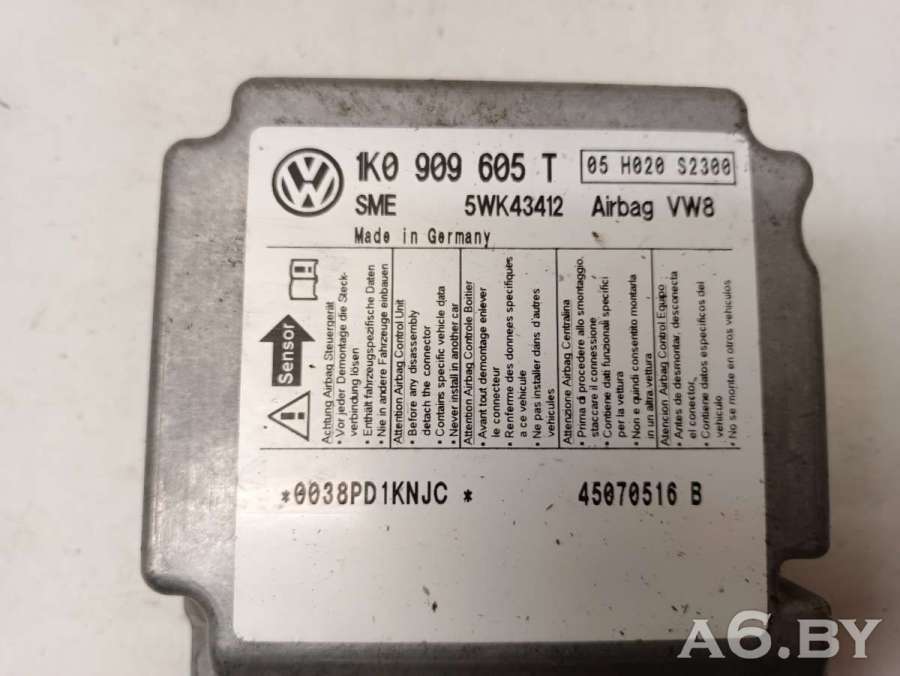 1K0 909 605 T
05 H020 S2300
SME 5WK43412 Airbag VW8
Made in Germany
Sensor
Achtung Airbag Steuergerät
• Vor jeder Demontage die Steck-
verbindung lösen
• Enthält fahrzeugspezifische Daten
• Nie in andere Fahrzeuge einbauen
Attention Airbag Control Unit
• Before any disassembly
detach the connector
• Contains specific vehicle data
• Never install in another car
Attention Airbag Controle Boitier
• Avant tout demontage enlever
le connecteur
• Renferme des donnees specifiques
a ce vehicule
• Ne pas installer dans d'autres
vehicules
Attenzione Airbag Centralina
• Prima di procedere allo smontaggio.
staccare il connessione
• Contiene dati funzionali specifici
per la vettura
• Non e quindi consentito montarla
in un altra vettura
Atencion Airbag Control Equipo
• Antes de desmontar, desconecta
el conector,
• Contiene datos especificos del
vehiculo
• No se monte en otros vehiculos
*0038PD1KNJC * 45070516 B
A6.BY